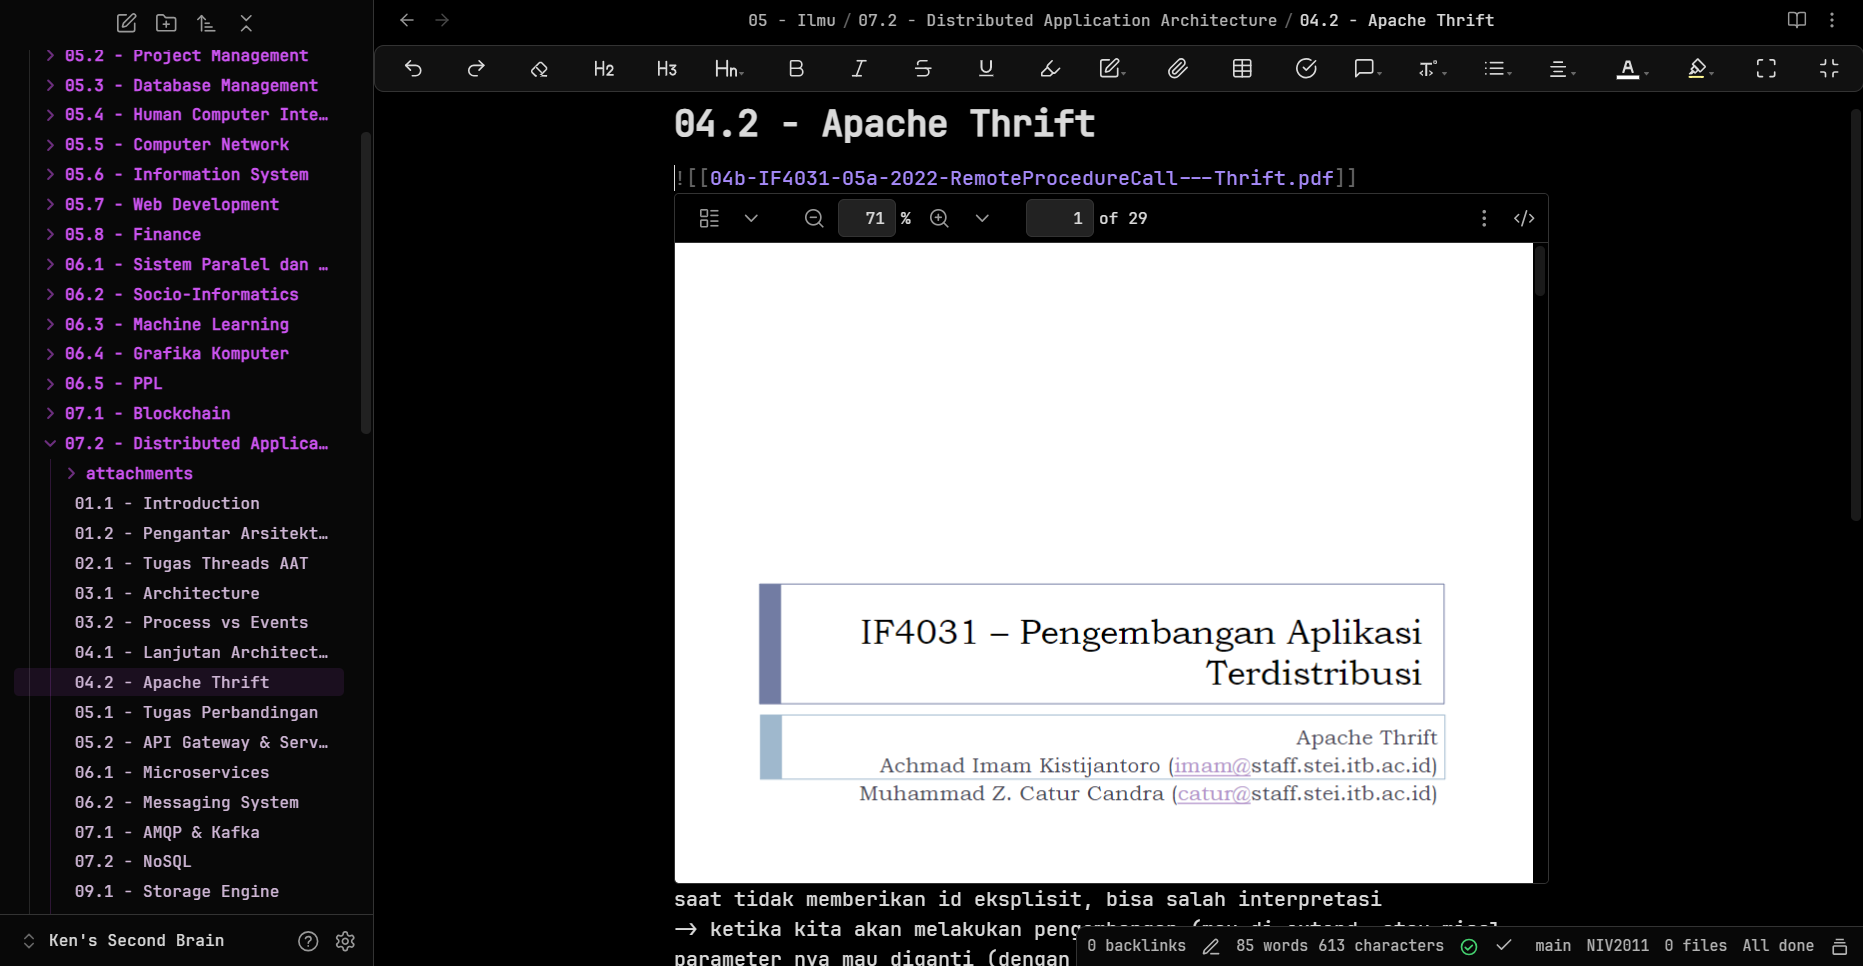 05.2 - Project Management
05.3 - Database Management
05.4 - Human Computer Inte…
05.5 - Computer Network
05.6 - Information System
05.7 - Web Development
05.8 - Finance
06.1 - Sistem Paralel dan …
06.2 - Socio-Informatics
06.3 - Machine Learning
06.4 - Grafika Komputer
06.5 - PPL
07.1 - Blockchain
07.2 - Distributed Applica…
attachments
01.1 - Introduction
01.2 - Pengantar Arsitekt…
02.1 - Tugas Threads AAT
03.1 - Architecture
03.2 - Process vs Events
04.1 - Lanjutan Architect…
04.2 - Apache Thrift
05.1 - Tugas Perbandingan
05.2 - API Gateway & Serv…
06.1 - Microservices
06.2 - Messaging System
07.1 - AMQP & Kafka
07.2 - NoSQL
09.1 - Storage Engine
Ken's Second Brain
05 - Ilmu / 07.2 - Distributed Application Architecture / 04.2 - Apache Thrift
H2 H3 Hn B I S U A
04.2 - Apache Thrift
![[04b-IF4031-05a-2022-RemoteProcedureCall---Thrift.pdf]]
71 % 1 of 29
IF4031 – Pengembangan Aplikasi
Terdistribusi
Apache Thrift
Achmad Imam Kistijantoro (imam@staff.stei.itb.ac.id)
Muhammad Z. Catur Candra (catur@staff.stei.itb.ac.id)
saat tidak memberikan id eksplisit, bisa salah interpretasi
→ ketika kita akan melakukan pengembangan (mau di extend, atau misal
parameter nya mau diganti (dengan
0 backlinks 85 words 613 characters main NIV2011 0 files All done